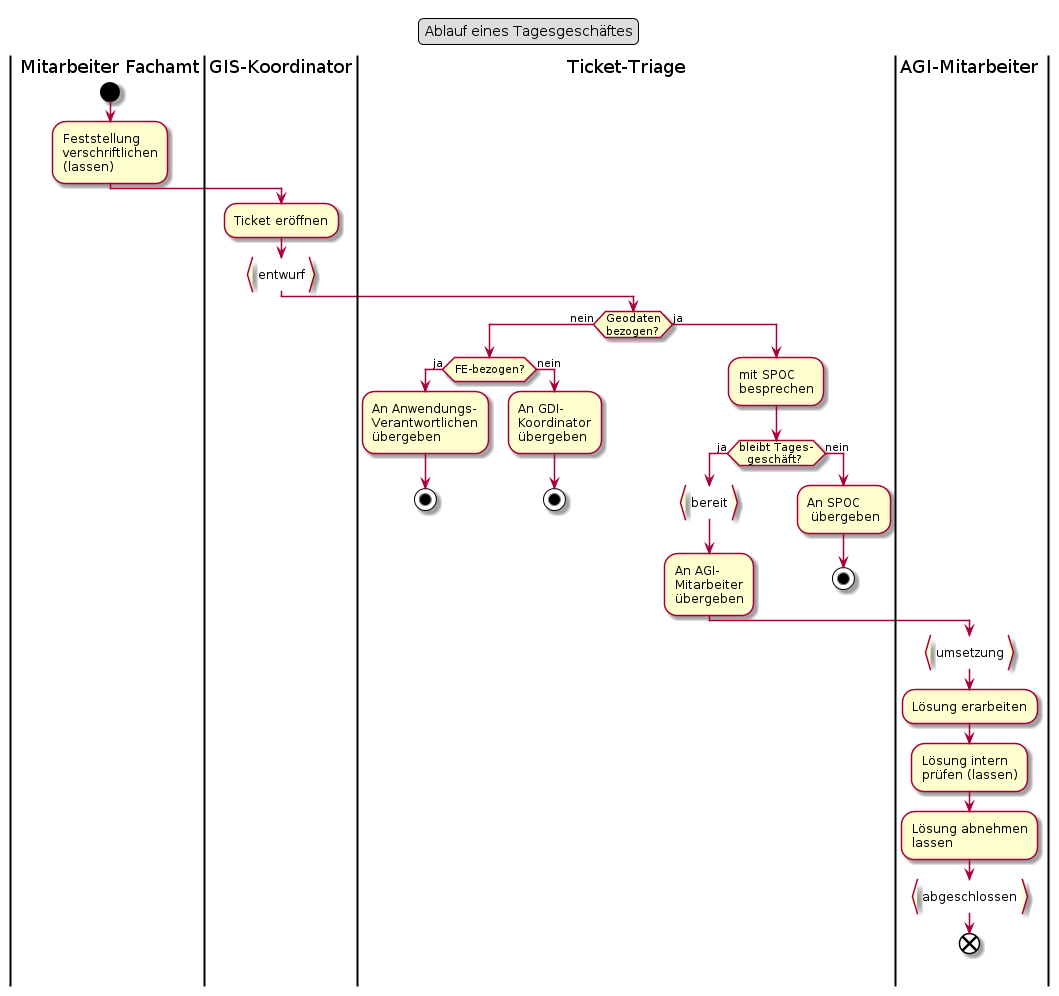 Ablauf eines Tagesgeschäftes
Mitarbeiter Fachamt
GIS-Koordinator
Ticket-Triage
AGI-Mitarbeiter
Feststellung
verschriftlichen
(lassen)
Ticket eröffnen
entwurf
nein
Geodaten
bezogen?
ja
ja
FE-bezogen?
nein
An Anwendungs-
Verantwortlichen
übergeben
An GDI-
Koordinator
übergeben
mit SPOC
besprechen
ja
bleibt Tages-
geschäft?
nein
bereit
An SPOC
übergeben
An AGI-
Mitarbeiter
übergeben
umsetzung
Lösung erarbeiten
Lösung intern
prüfen (lassen)
Lösung abnehmen
lassen
abgeschlossen